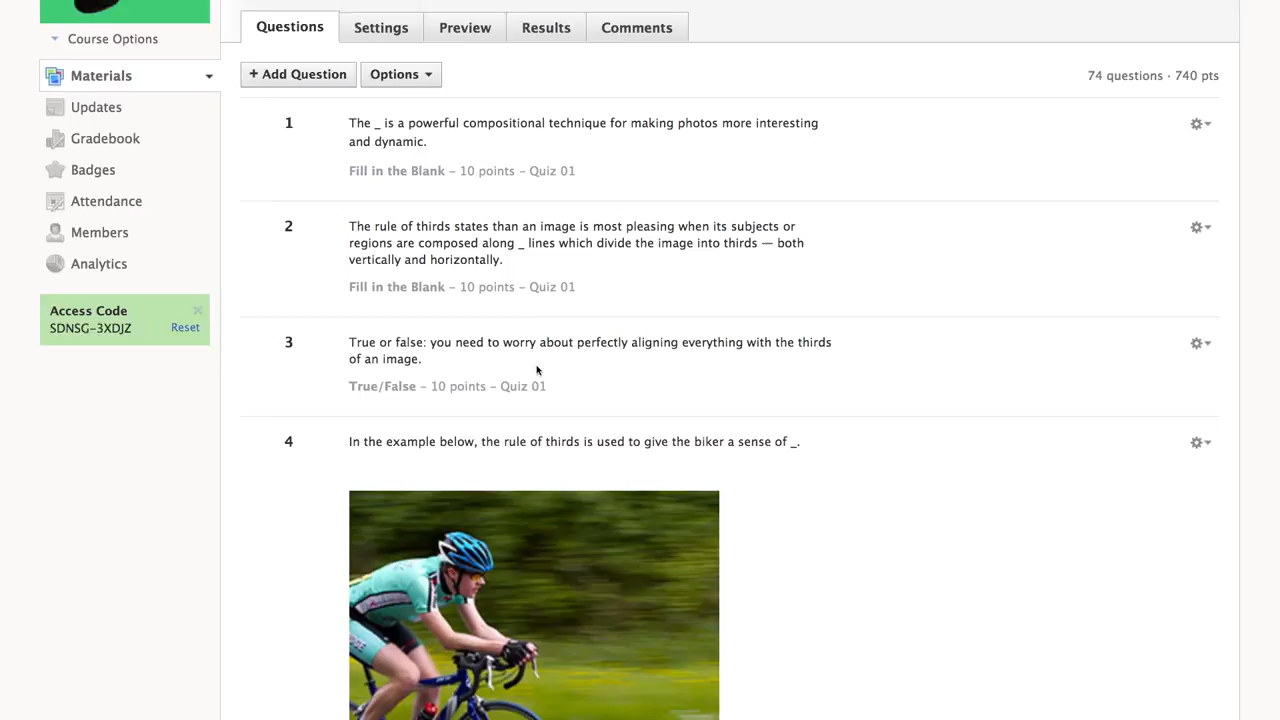 Questions
Settings
Preview
Results
Comments
Course Options
Materials
Updates
Gradebook
Badges
Attendance
Members
Analytics
Access Code
SDNSG-3XDJZ
Reset
+ Add Question
Options
74 questions · 740 pts
1
The _ is a powerful compositional technique for making photos more interesting
and dynamic.
Fill in the Blank – 10 points – Quiz 01
2
The rule of thirds states than an image is most pleasing when its subjects or
regions are composed along _ lines which divide the image into thirds — both
vertically and horizontally.
Fill in the Blank – 10 points – Quiz 01
3
True or false: you need to worry about perfectly aligning everything with the thirds
of an image.
True/False – 10 points – Quiz 01
4
In the example below, the rule of thirds is used to give the biker a sense of _.